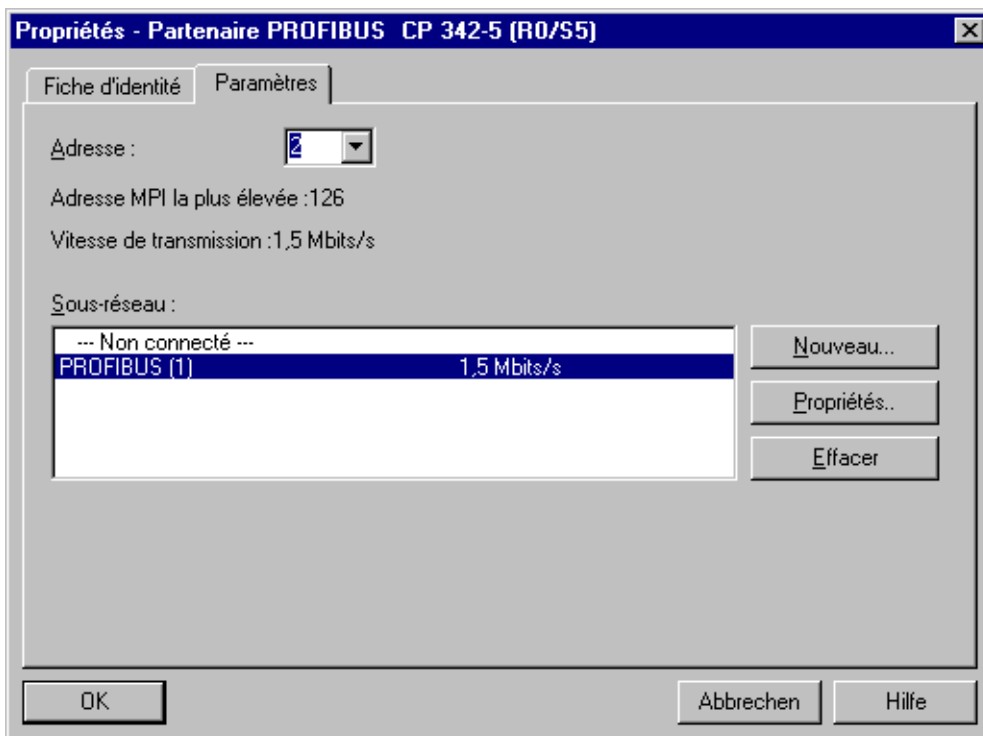 Propriétés - Partenaire PROFIBUS CP 342-5 (R0/S5)
Fiche d'identité
Paramètres
Adresse :
2
Adresse MPI la plus élevée :126
Vitesse de transmission :1,5 Mbits/s
Sous-réseau :
--- Non connecté ---
PROFIBUS (1) 1,5 Mbits/s
Nouveau...
Propriétés..
Effacer
OK
Abbrechen
Hilfe